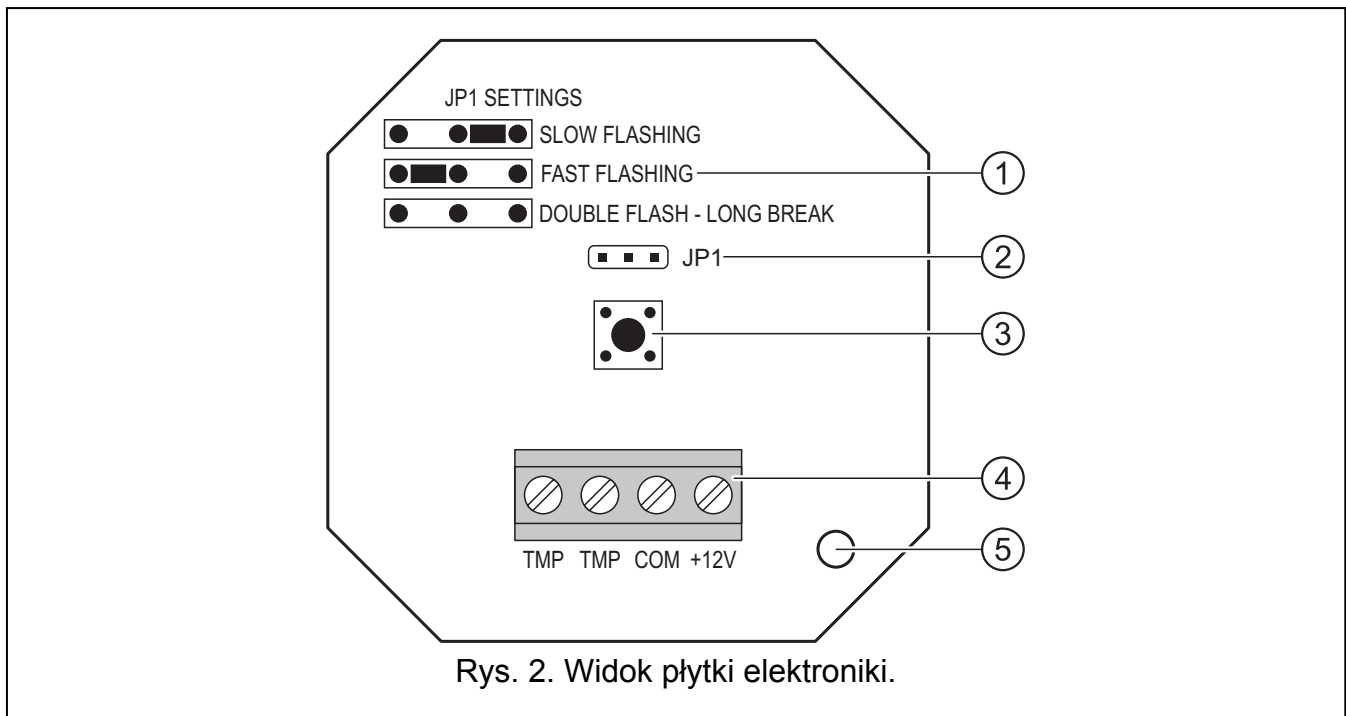 JP1 SETTINGS
SLOW FLASHING
FAST FLASHING
1
DOUBLE FLASH - LONG BREAK
JP1
2
3
4
TMP TMP COM +12V
5
Rys. 2. Widok płytki elektroniki.